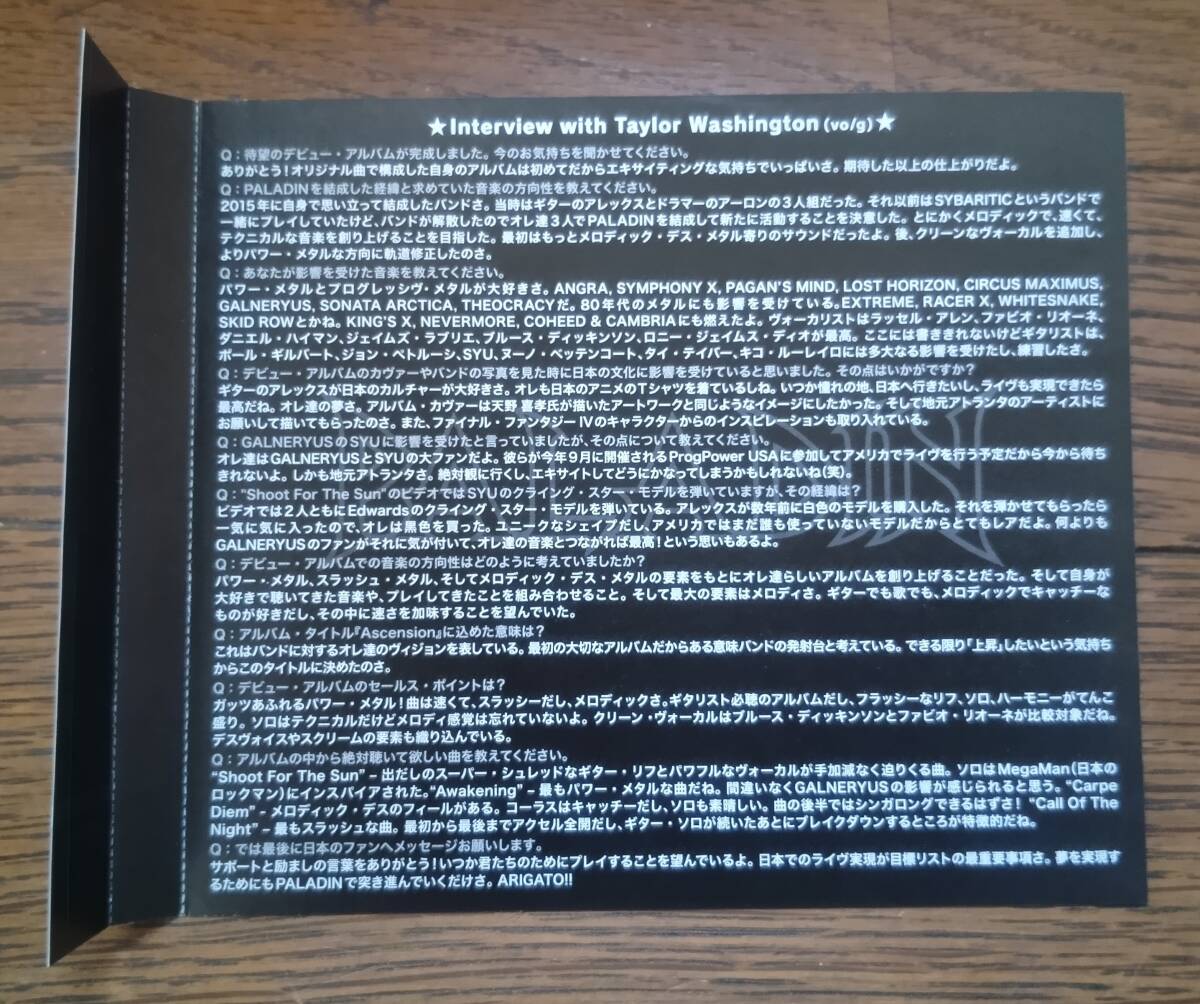 ★Interview with Taylor Washington (vo/g)★
Q：待望のデビュー・アルバムが完成しました。今のお気持ちを聞かせてください。
ありがとう！オリジナル曲で構成した自身のアルバムは初めてだからエキサイティングな気持ちでいっぱいさ。期待した以上の仕上がりだよ。
Q：PALADINを結成した経緯と求めていた音楽の方向性を教えてください。
2015年に自身で思い立って結成したバンドさ。当時はギターのアレックスとドラマーのアーロンの3人組だった。それ以前はSYBARITICというバンドで
一緒にプレイしていたけど、バンドが解散したのでオレ達3人でPALADINを結成して新たに活動することを決意した。とにかくメロディックで、速くて、
テクニカルな音楽を創り上げることを目指した。最初はもっとメロディック・デス・メタル寄りのサウンドだったよ。後、クリーンなヴォーカルを追加し、
よりパワー・メタルな方向に軌道修正したのさ。
Q：あなたが影響を受けた音楽を教えてください。
パワー・メタルとプログレッシヴ・メタルが大好きさ。ANGRA, SYMPHONY X, PAGAN'S MIND, LOST HORIZON, CIRCUS MAXIMUS,
GALNERYUS, SONATA ARCTICA, THEOCRACYだ。80年代のメタルにも影響を受けている。EXTREME, RACER X, WHITESNAKE,
SKID ROWとかね。KING'S X, NEVERMORE, COHEED & CAMBRIAにも燃えたよ。ヴォーカリストはラッセル・アレン、ファビオ・リオーネ、
ダニエル・ハイマン、ジェイムズ・ラブリエ、ブルース・ディッキンソン、ロニー・ジェイムス・ディオが最高。ここには書ききれないけどギタリストは、
ポール・ギルバート、ジョン・ペトルーシ、SYU、ヌーノ・ベッテンコート、タイ・テイバー、キコ・ルーレイロには多大なる影響を受けたし、練習したさ。
Q：デビュー・アルバムのカヴァーやバンドの写真を見た時に日本の文化に影響を受けていると思いました。その点はいかがですか？
ギターのアレックスが日本のカルチャーが大好きさ。オレも日本のアニメのTシャツを着ているしね。いつか憧れの地、日本へ行きたいし、ライヴも実現できたら
最高だね。オレ達の夢さ。アルバム・カヴァーは天野 喜孝氏が描いたアートワークと同じようなイメージにしたかった。そして地元アトランタのアーティストに
お願いして描いてもらったのさ。また、ファイナル・ファンタジーIVのキャラクターからのインスピレーションも取り入れている。
Q：GALNERYUSのSYUに影響を受けたと言っていましたが、その点について教えてください。
オレ達はGALNERYUSとSYUの大ファンだよ。彼らが今年9月に開催されるProgPower USAに参加してアメリカでライヴを行う予定だから今から待ち
きれないよ。しかも地元アトランタさ。絶対観に行くし、エキサイトしてどうにかなってしまうかもしれないね（笑）。
Q："Shoot For The Sun"のビデオではSYUのクライング・スター・モデルを弾いていますが、その経緯は？
ビデオでは2人ともにEdwardsのクライング・スター・モデルを弾いている。アレックスが数年前に白色のモデルを購入した。それを弾かせてもらったら
一気に気に入ったので、オレは黒色を買った。ユニークなシェイプだし、アメリカではまだ誰も使っていないモデルだからとてもレアだよ。何よりも
GALNERYUSのファンがそれに気が付いて、オレ達の音楽とつながれば最高！という思いもあるよ。
Q：デビュー・アルバムでの音楽の方向性はどのように考えていましたか？
パワー・メタル、スラッシュ・メタル、そしてメロディック・デス・メタルの要素をもとにオレ達らしいアルバムを創り上げることだった。そして自身が
大好きで聴いてきた音楽や、プレイしてきたことを組み合わせること。そして最大の要素はメロディさ。ギターでも歌でも、メロディックでキャッチーな
ものが好きだし、その中に速さを加味することを望んでいた。
Q：アルバム・タイトル『Ascension』に込めた意味は？
これはバンドに対するオレ達のヴィジョンを表している。最初の大切なアルバムだからある意味バンドの発射台と考えている。できる限り「上昇」したいという気持ち
からこのタイトルに決めたのさ。
Q：デビュー・アルバムのセールス・ポイントは？
ガッツあふれるパワー・メタル！曲は速くて、スラッシーだし、メロディックさ。ギタリスト必聴のアルバムだし、フラッシーなリフ、ソロ、ハーモニーがてんこ
盛り。ソロはテクニカルだけどメロディ感覚は忘れていないよ。クリーン・ヴォーカルはブルース・ディッキンソンとファビオ・リオーネが比較対象だね。
デスヴォイスやスクリームの要素も織り込んでいる。
Q：アルバムの中から絶対聴いて欲しい曲を教えてください。
"Shoot For The Sun" – 出だしのスーパー・シュレッドなギター・リフとパワフルなヴォーカルが手加減なく迫りくる曲。ソロはMegaMan（日本の
ロックマン）にインスパイアされた。"Awakening" – 最もパワー・メタルな曲だね。間違いなくGALNERYUSの影響が感じられると思う。"Carpe
Diem" – メロディック・デスのフィールがある。コーラスはキャッチーだし、ソロも素晴しい。曲の後半ではシンガロングできるはずさ！"Call Of The
Night" – 最もスラッシュな曲。最初から最後までアクセル全開だし、ギター・ソロが続いたあとにブレイクダウンするところが特徴的だね。
Q：では最後に日本のファンへメッセージお願いします。
サポートと励ましの言葉をありがとう！いつか君たちのためにプレイすることを望んでいるよ。日本でのライヴ実現が目標リストの最重要事項さ。夢を実現す
るためにもPALADINで突き進んでいくだけさ。ARIGATO!!
PALADIN